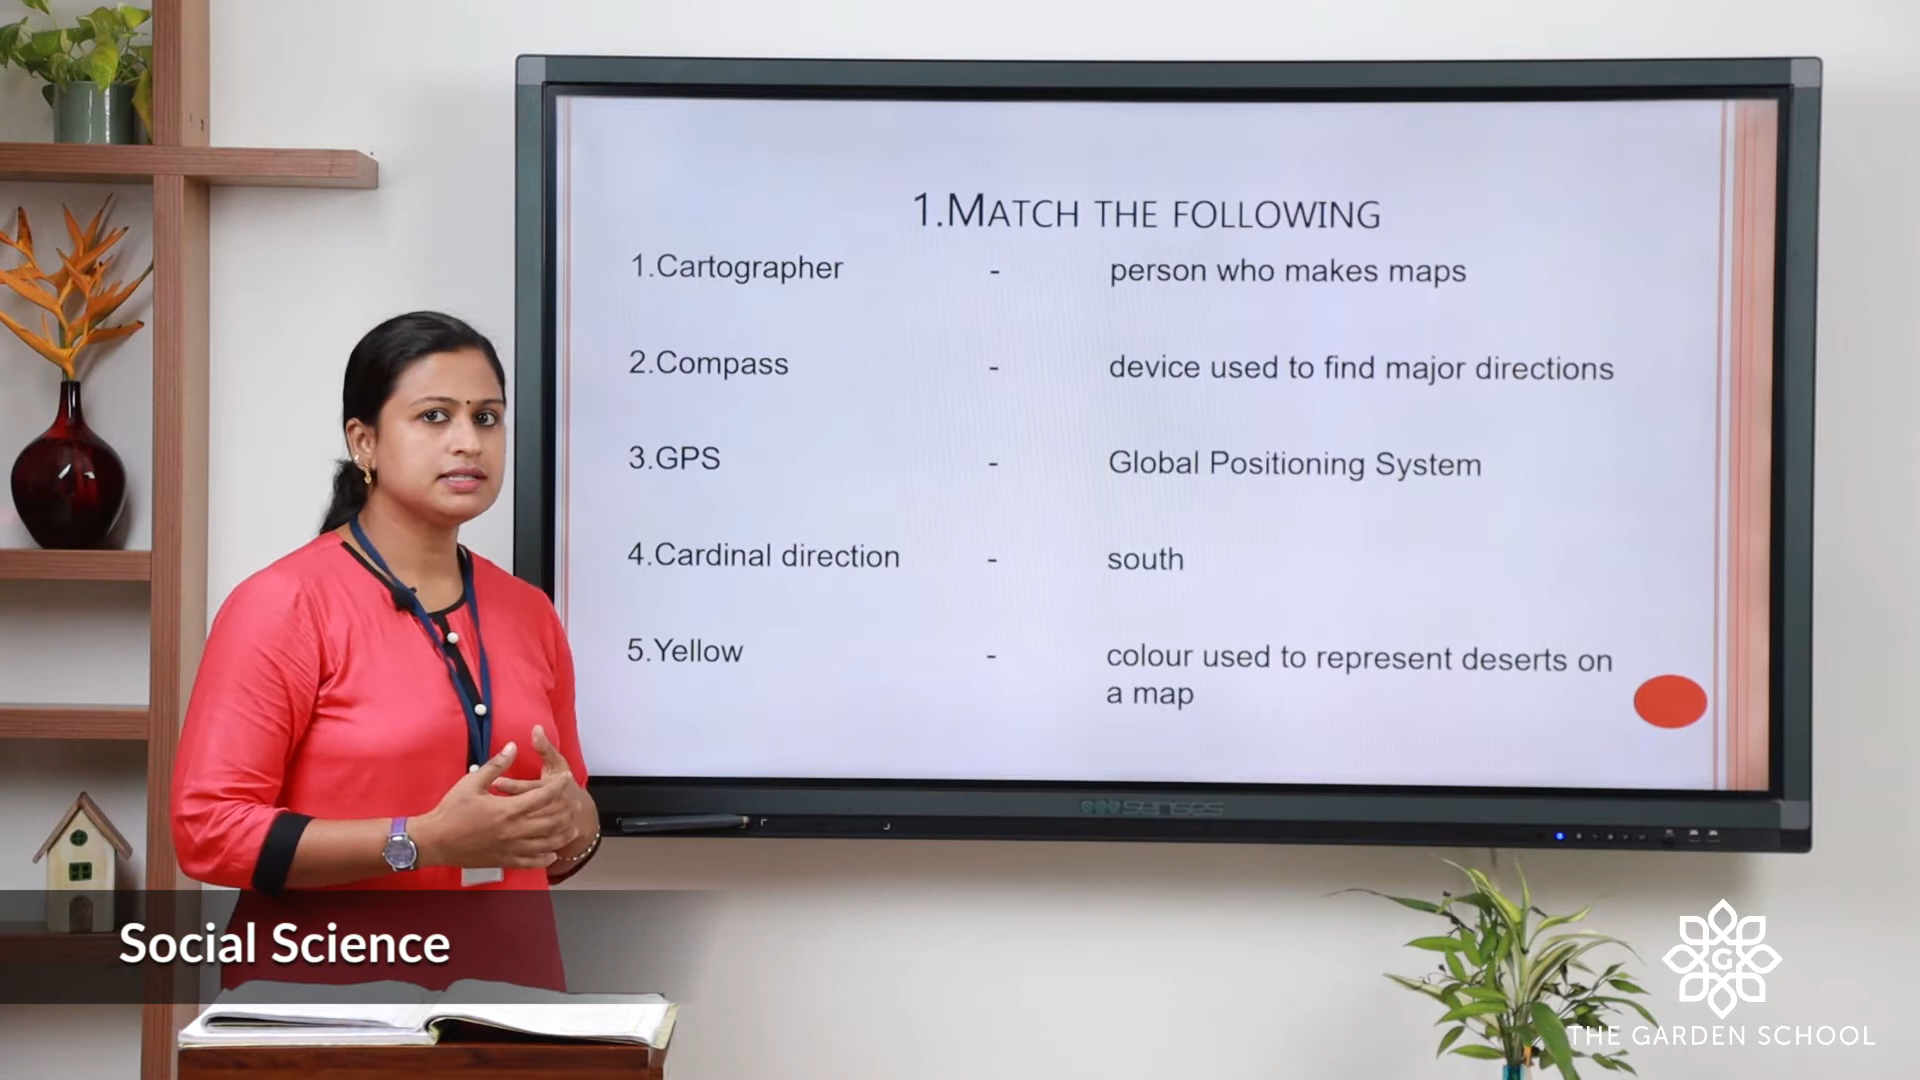 1.MATCH THE FOLLOWING
1.Cartographer - person who makes maps
2.Compass - device used to find major directions
3.GPS - Global Positioning System
4.Cardinal direction - south
5.Yellow - colour used to represent deserts on
a map
senses
Social Science
G
THE GARDEN SCHOOL